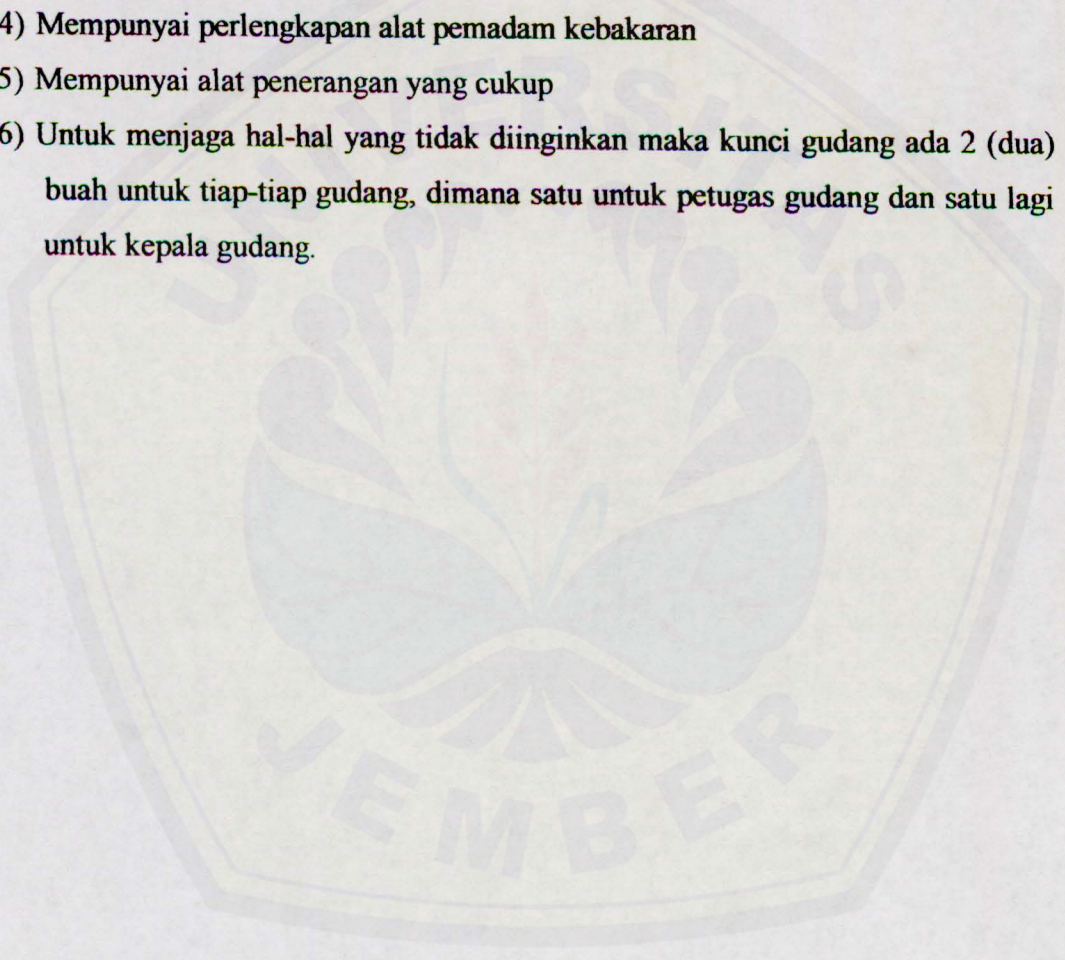 4) Mempunyai perlengkapan alat pemadam kebakaran
5) Mempunyai alat penerangan yang cukup
6) Untuk menjaga hal-hal yang tidak diinginkan maka kunci gudang ada 2 (dua)
buah untuk tiap-tiap gudang, dimana satu untuk petugas gudang dan satu lagi
untuk kepala gudang.
UNIVERSITAS
JEMBER